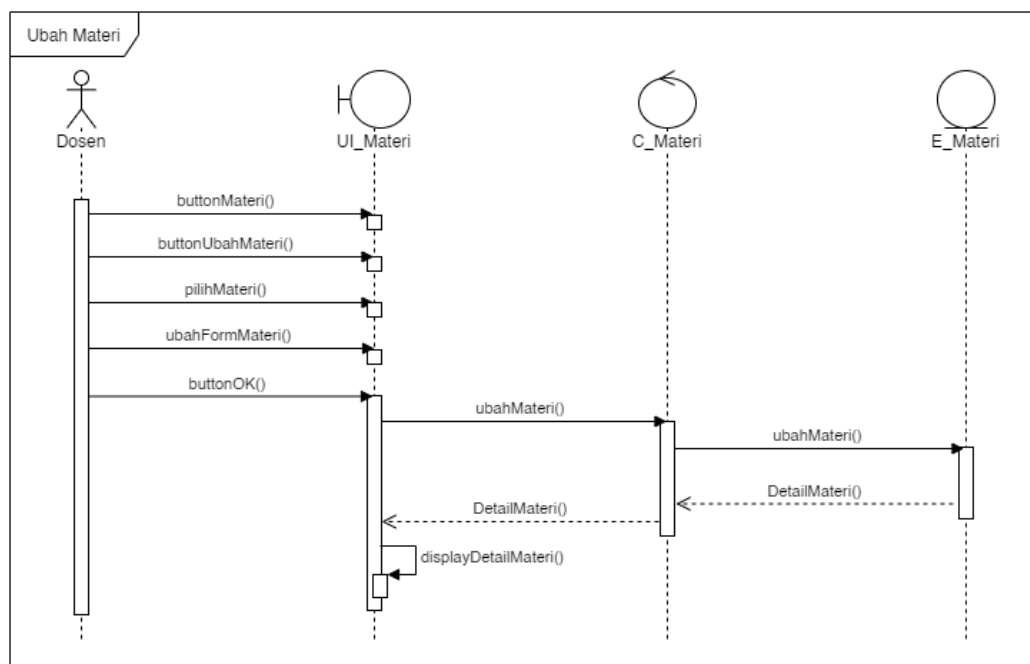 Ubah Materi
Dosen
UI_Materi
C_Materi
E_Materi
buttonMateri()
buttonUbahMateri()
pilihMateri()
ubahFormMateri()
buttonOK()
ubahMateri()
ubahMateri()
DetailMateri()
DetailMateri()
displayDetailMateri()